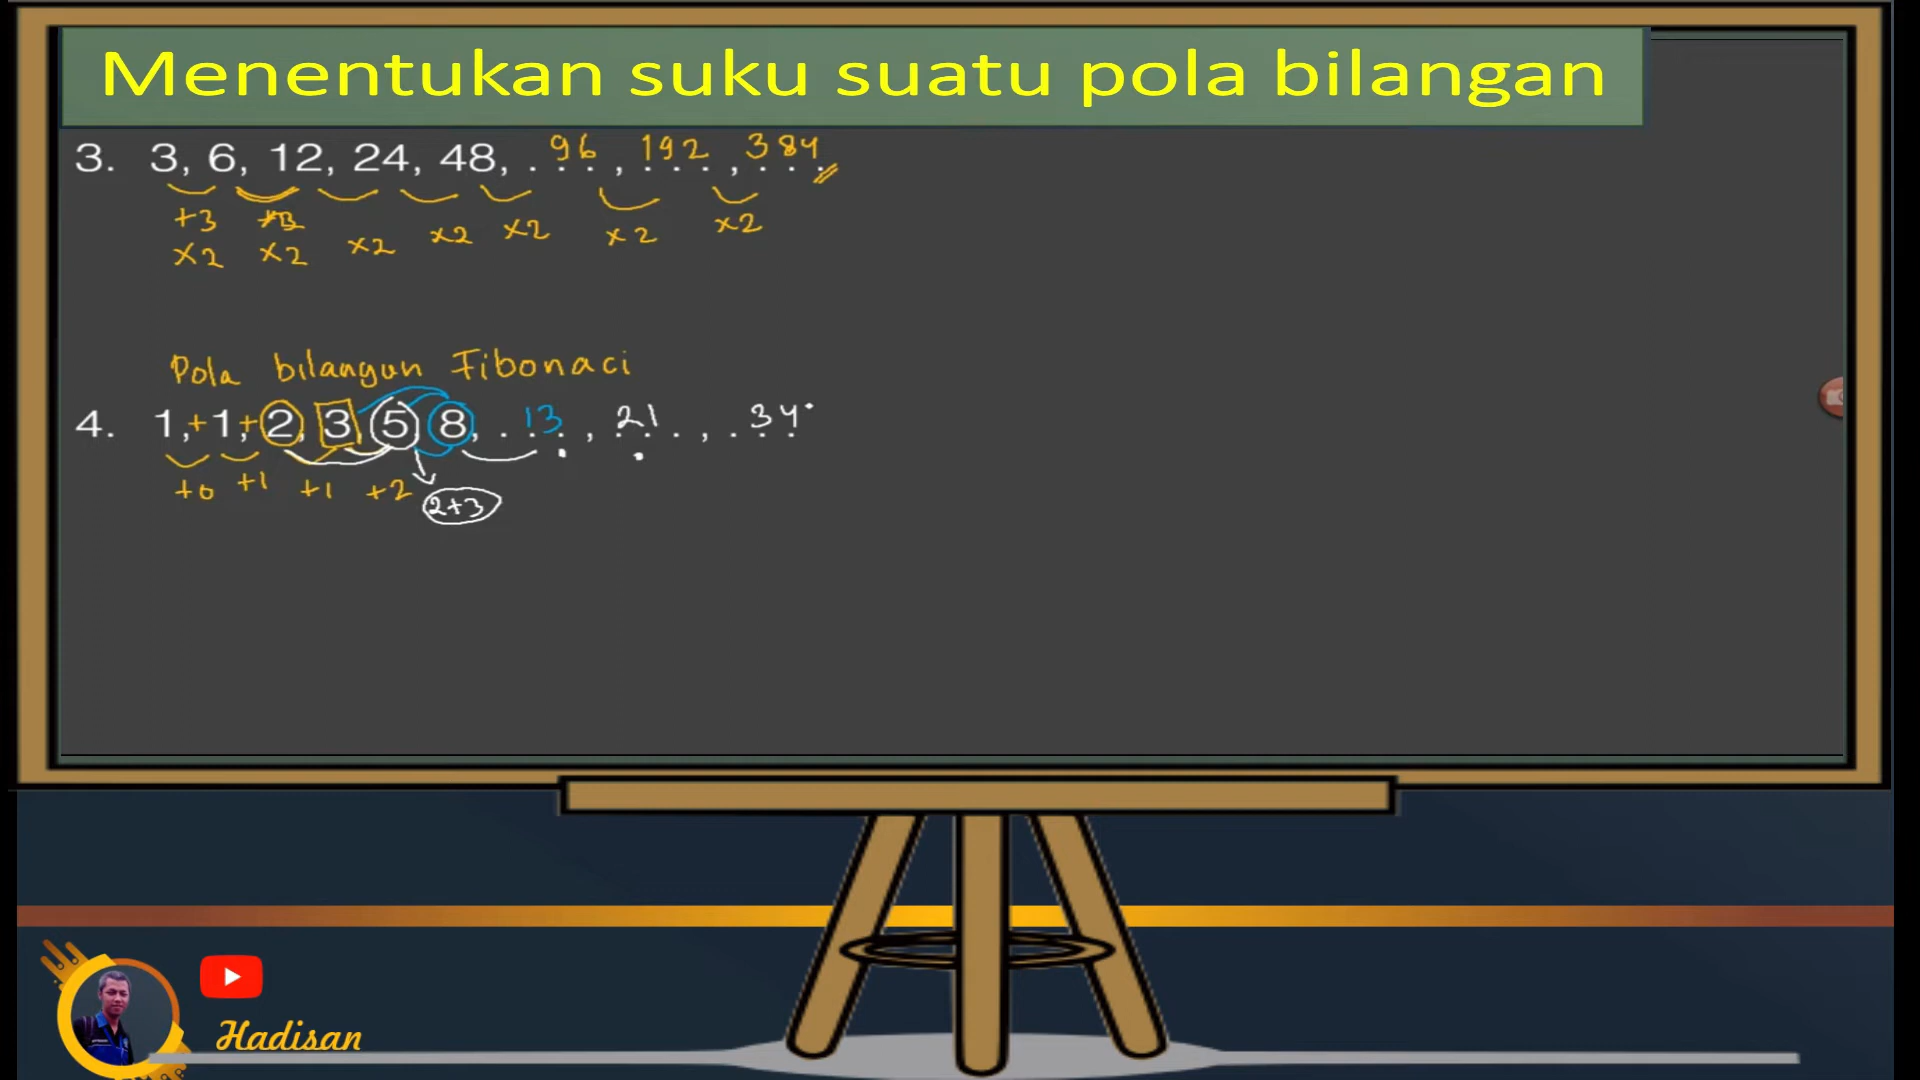 Menentukan suku suatu pola bilangan
3. 3, 6, 12, 24, 48, . 96 . , 192 , 384
+3
x2 x2 x2 x2 x2 x2 x2
Pola bilangan Fibonaci
4. 1, + 1, + 2, 3, 5 8, . 13 . , 21 . , . 34
+0 +1 +1 +2 2+3
Hadisan